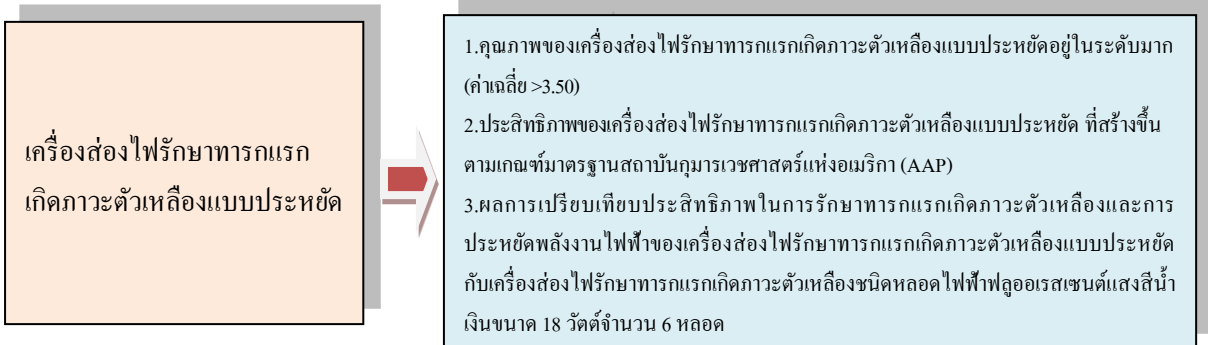 เครื่องส่องไฟรักษาทารกแรก
เกิดภาวะตัวเหลืองแบบประหยัด
1.คุณภาพของเครื่องส่องไฟรักษาทารกแรกเกิดภาวะตัวเหลืองแบบประหยัดอยู่ในระดับมาก
(ค่าเฉลี่ย >3.50)
2.ประสิทธิภาพของเครื่องส่องไฟรักษาทารกแรกเกิดภาวะตัวเหลืองแบบประหยัด ที่สร้างขึ้น
ตามเกณฑ์มาตรฐานสถาบันกุมารเวชศาสตร์แห่งอเมริกา (AAP)
3.ผลการเปรียบเทียบประสิทธิภาพในการรักษาทารกแรกเกิดภาวะตัวเหลืองและการ
ประหยัดพลังงานไฟฟ้าของเครื่องส่องไฟรักษาทารกแรกเกิดภาวะตัวเหลืองแบบประหยัด
กับเครื่องส่องไฟรักษาทารกแรกเกิดภาวะตัวเหลืองชนิดหลอดไฟฟ้าฟลูออเรสเซนต์แสงสีน้ำ
เงินขนาด 18 วัตต์จำนวน 6 หลอด